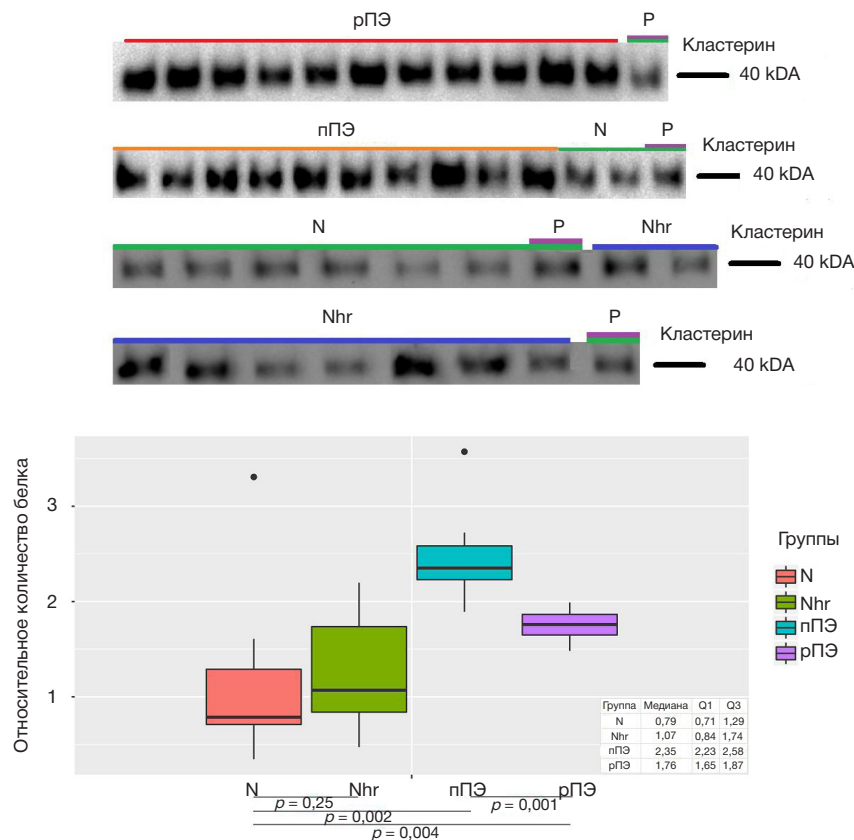 рПЭ P
Кластерин
40 kDA
пПЭ N P
Кластерин
40 kDA
N P Nhr
Кластерин
40 kDA
Nhr P
Кластерин
40 kDA
Относительное количество белка
3
2
1
Группы
N
Nhr
пПЭ
рПЭ
Группа Медиана Q1 Q3
N 0,79 0,71 1,29
Nhr 1,07 0,84 1,74
пПЭ 2,35 2,23 2,58
рПЭ 1,76 1,65 1,87
N Nhr пПЭ рПЭ
p = 0,25 p = 0,001
p = 0,002
p = 0,004